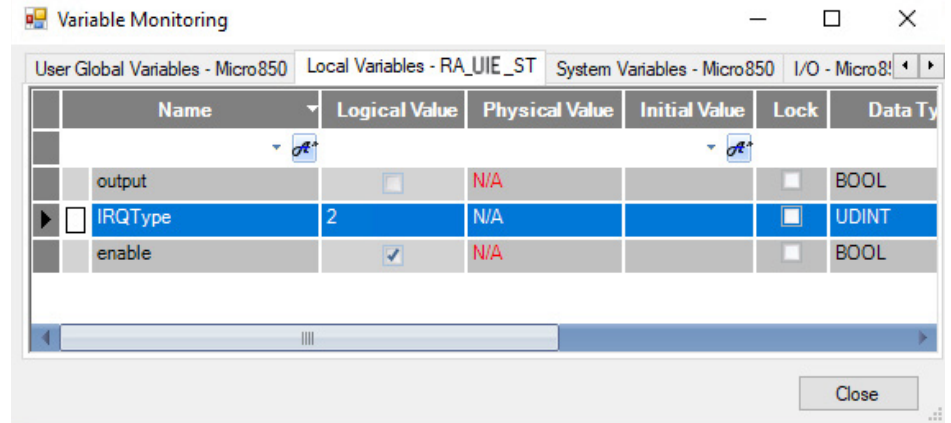 Variable Monitoring
User Global Variables - Micro850 Local Variables - RA_UIE_ST System Variables - Micro850 I/O - Micro8
Name Logical Value Physical Value Initial Value Lock Data Ty
output N/A BOOL
IRQType 2 N/A UDINT
enable N/A BOOL
Close